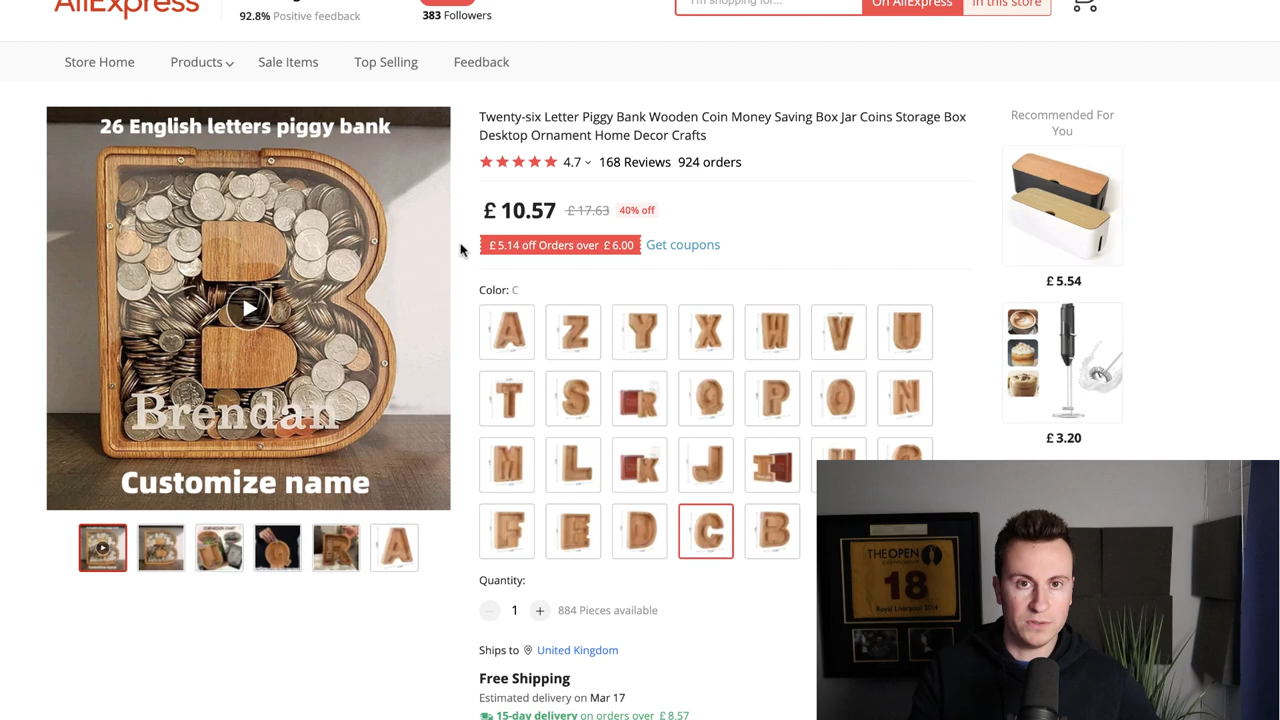 AliExpress
92.8% Positive feedback
383 Followers
I'm shopping for...
On AliExpress
In this store
Store Home
Products
Sale Items
Top Selling
Feedback
26 English letters piggy bank
Brendan
Customize name
Twenty-six Letter Piggy Bank Wooden Coin Money Saving Box Jar Coins Storage Box
Desktop Ornament Home Decor Crafts
4.7
168 Reviews
924 orders
£10.57
£17.63
40% off
£5.14 off Orders over £6.00
Get coupons
Color: C
Quantity:
1
884 Pieces available
Ships to
United Kingdom
Free Shipping
Estimated delivery on Mar 17
15-day delivery on orders over £8.57
Recommended For
You
£5.54
£3.20
THE OPEN
18
Royal Liverpool 2014